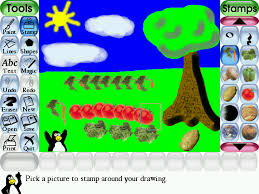 Tools
Stamps
Paint Stamp
Lines Shapes
Abc
Text Magic
Undo Redo
Eraser New
Open Save
Print Quit
Pick a picture to stamp around your drawing.